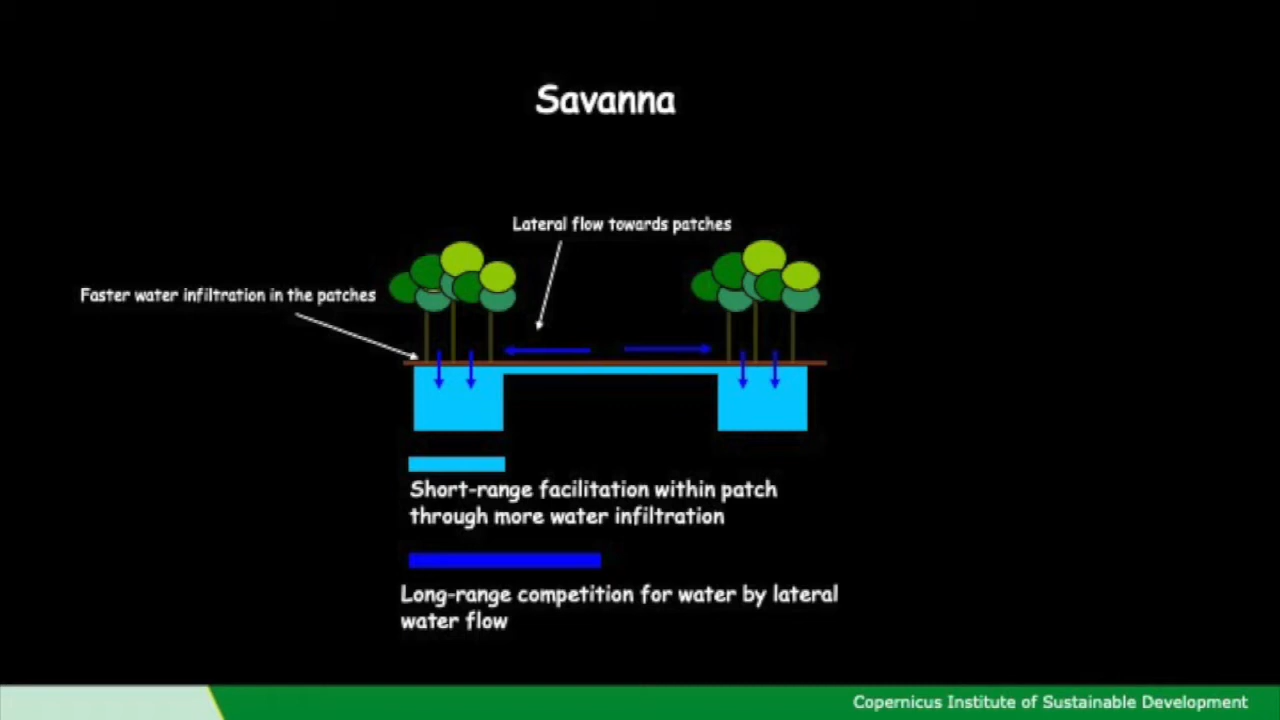 Savanna
Lateral flow towards patches
Faster water infiltration in the patches
Short-range facilitation within patch
through more water infiltration
Long-range competition for water by lateral
water flow
Copernicus Institute of Sustainable Development